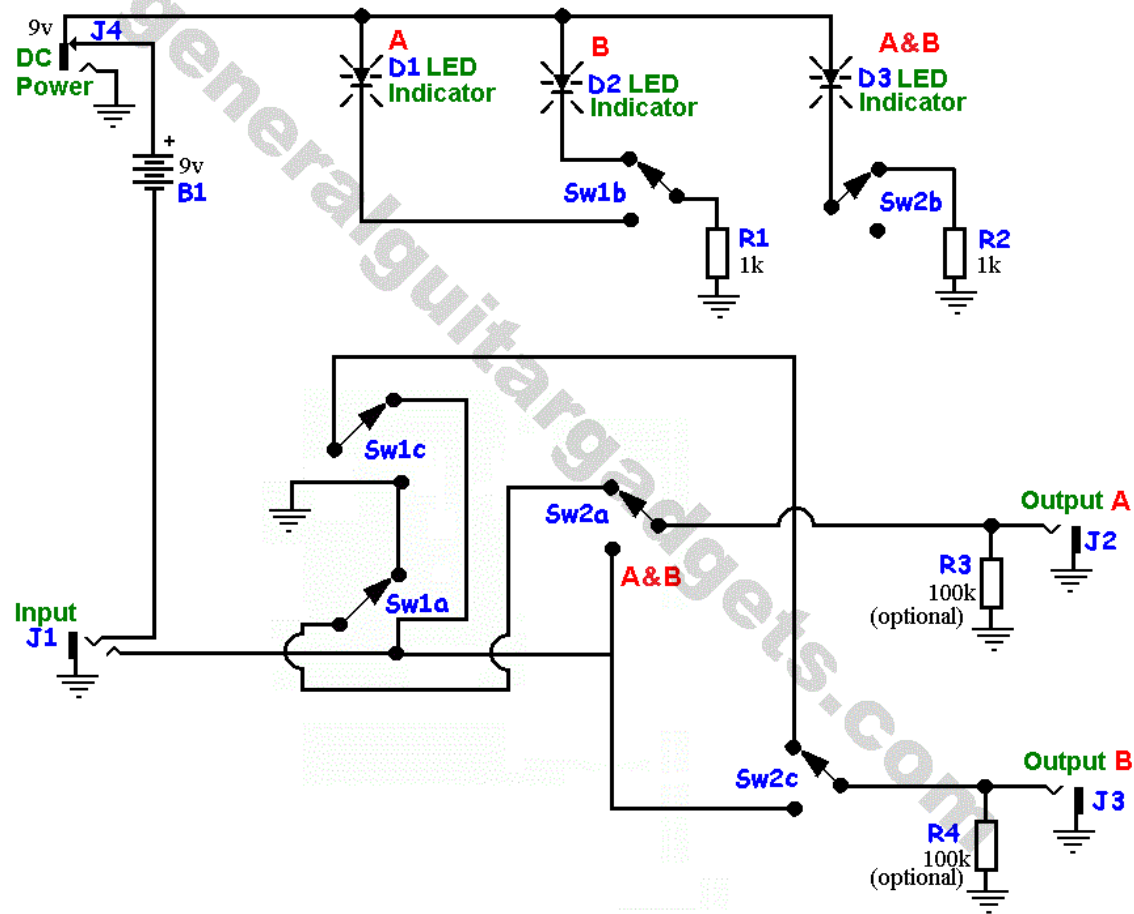 9v
J4
DC
Power
A
D1 LED
Indicator
B
D2 LED
Indicator
A&B
D3 LED
Indicator
+
9v
B1
Sw1b
R1
1k
Sw2b
R2
1k
Sw1c
Sw2a
A&B
Sw1a
Input
J1
Output A
J2
R3
100k
(optional)
Sw2c
Output B
J3
R4
100k
(optional)
generalguitargadgets.com